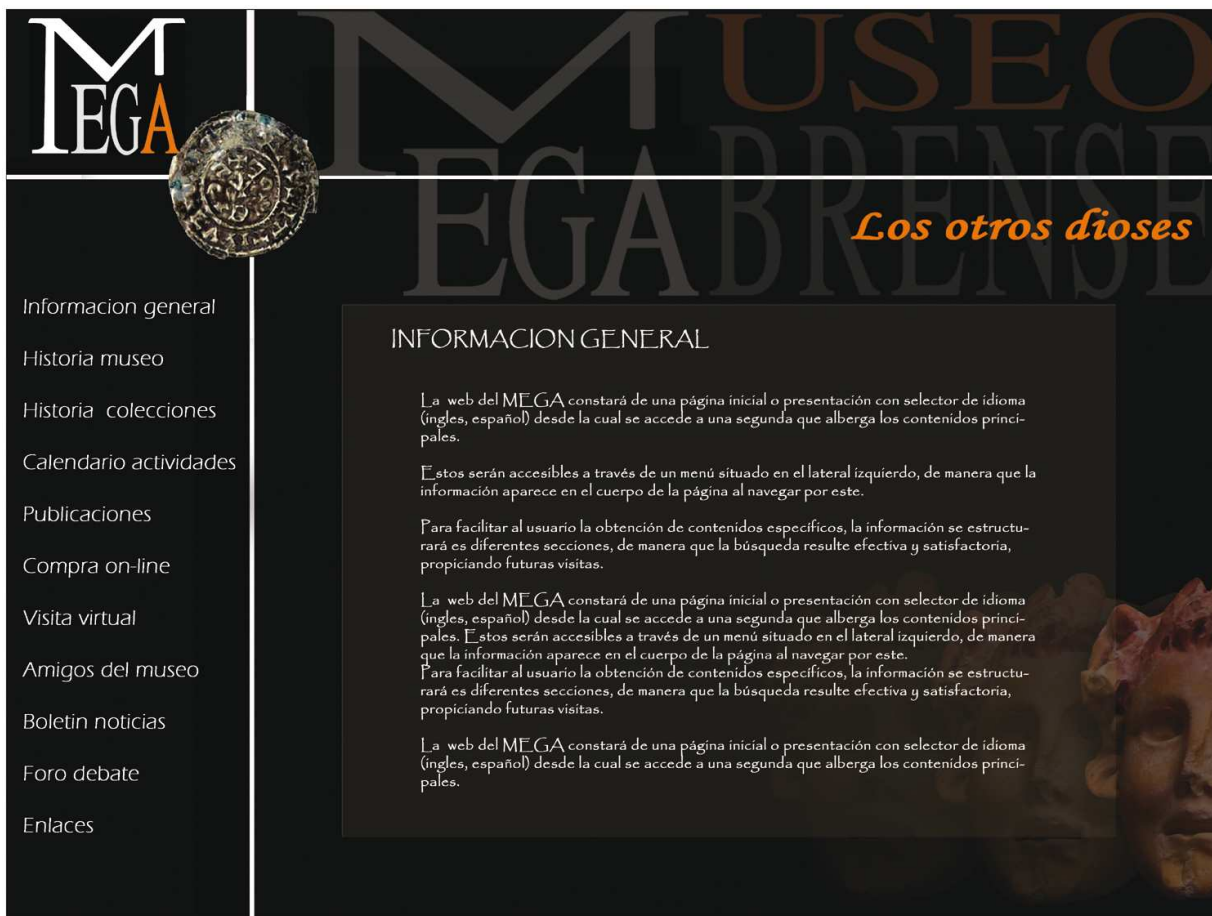 MEGA
MUSEO
EGABRENSE
Los otros dioses
Informacion general
Historia museo
Historia colecciones
Calendario actividades
Publicaciones
Compra on-line
Visita virtual
Amigos del museo
Boletin noticias
Foro debate
Enlaces
INFORMACION GENERAL
La web del MEGA constará de una página inicial o presentación con selector de idioma
(ingles, español) desde la cual se accede a una segunda que alberga los contenidos princi-
pales.
Estos serán accesibles a través de un menú situado en el lateral izquierdo, de manera que la
información aparece en el cuerpo de la página al navegar por este.
Para facilitar al usuario la obtención de contenidos específicos, la información se estructu-
rará es diferentes secciones, de manera que la búsqueda resulte efectiva y satisfactoria,
propiciando futuras visitas.
La web del MEGA constará de una página inicial o presentación con selector de idioma
(ingles, español) desde la cual se accede a una segunda que alberga los contenidos princi-
pales. Estos serán accesibles a través de un menú situado en el lateral izquierdo, de manera
que la información aparece en el cuerpo de la página al navegar por este.
Para facilitar al usuario la obtención de contenidos específicos, la información se estructu-
rará es diferentes secciones, de manera que la búsqueda resulte efectiva y satisfactoria,
propiciando futuras visitas.
La web del MEGA constará de una página inicial o presentación con selector de idioma
(ingles, español) desde la cual se accede a una segunda que alberga los contenidos princi-
pales.